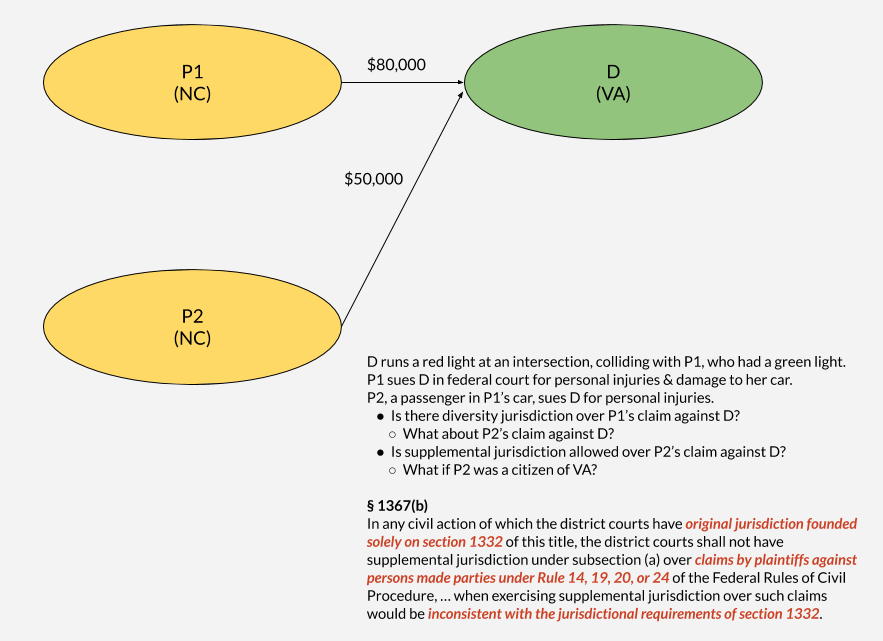 P1
(NC)
$80,000
D
(VA)
$50,000
P2
(NC)
D runs a red light at an intersection, colliding with P1, who had a green light.
P1 sues D in federal court for personal injuries & damage to her car.
P2, a passenger in P1's car, sues D for personal injuries.
● Is there diversity jurisdiction over P1's claim against D?
○ What about P2's claim against D?
● Is supplemental jurisdiction allowed over P2's claim against D?
○ What if P2 was a citizen of VA?
§ 1367(b)
In any civil action of which the district courts have original jurisdiction founded
solely on section 1332 of this title, the district courts shall not have
supplemental jurisdiction under subsection (a) over claims by plaintiffs against
persons made parties under Rule 14, 19, 20, or 24 of the Federal Rules of Civil
Procedure, ... when exercising supplemental jurisdiction over such claims
would be inconsistent with the jurisdictional requirements of section 1332.